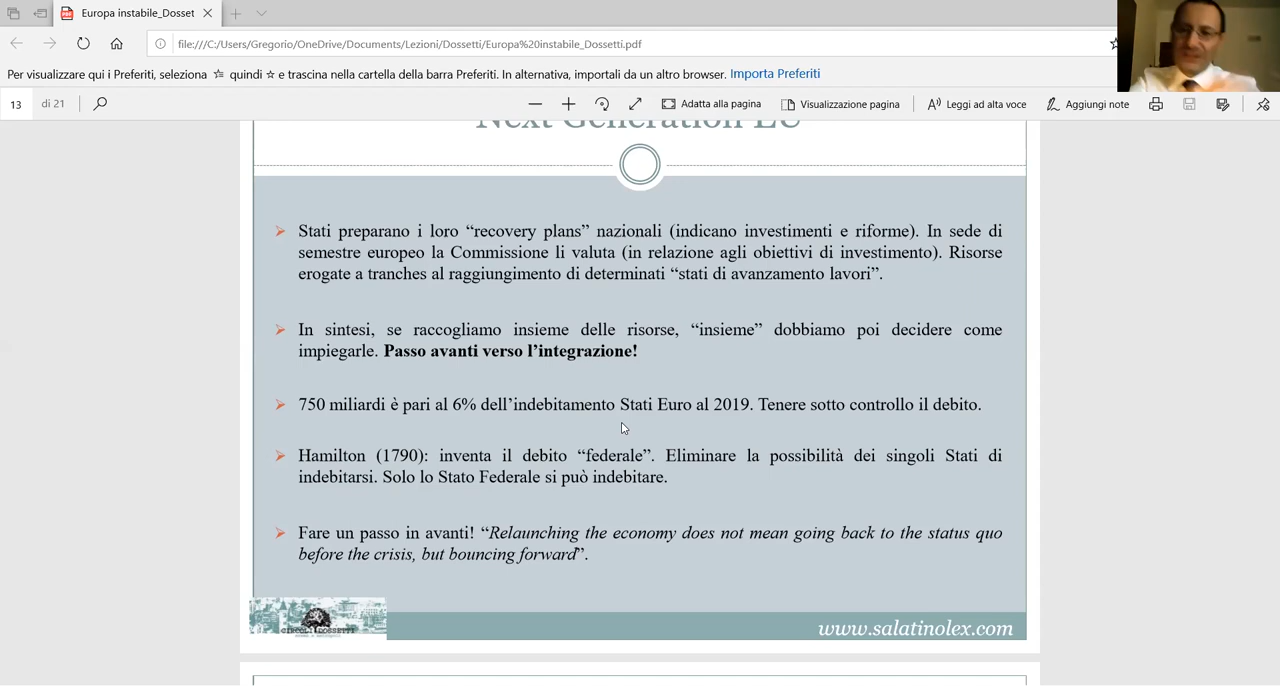 Europa instabile_Dosset
file:///C:/Users/Gregorio/OneDrive/Documents/Lezioni/Dossetti/Europa%20instabile_Dossetti.pdf
Per visualizzare qui i Preferiti, seleziona quindi e trascina nella cartella della barra Preferiti. In alternativa, importali da un altro browser. Importa Preferiti
13 di 21 Adatta alla pagina Visualizzazione pagina Leggi ad alta voce Aggiungi note
Next Generation EU
Stati preparano i loro “recovery plans” nazionali (indicano investimenti e riforme). In sede di
semestre europeo la Commissione li valuta (in relazione agli obiettivi di investimento). Risorse
erogate a tranches al raggiungimento di determinati “stati di avanzamento lavori”.
In sintesi, se raccogliamo insieme delle risorse, “insieme” dobbiamo poi decidere come
impiegarle. Passo avanti verso l’integrazione!
750 miliardi è pari al 6% dell’indebitamento Stati Euro al 2019. Tenere sotto controllo il debito.
Hamilton (1790): inventa il debito “federale”. Eliminare la possibilità dei singoli Stati di
indebitarsi. Solo lo Stato Federale si può indebitare.
Fare un passo in avanti! “Relaunching the economy does not mean going back to the status quo
before the crisis, but bouncing forward”.
CIRCOLI DOSSETTI
www.salatinolex.com